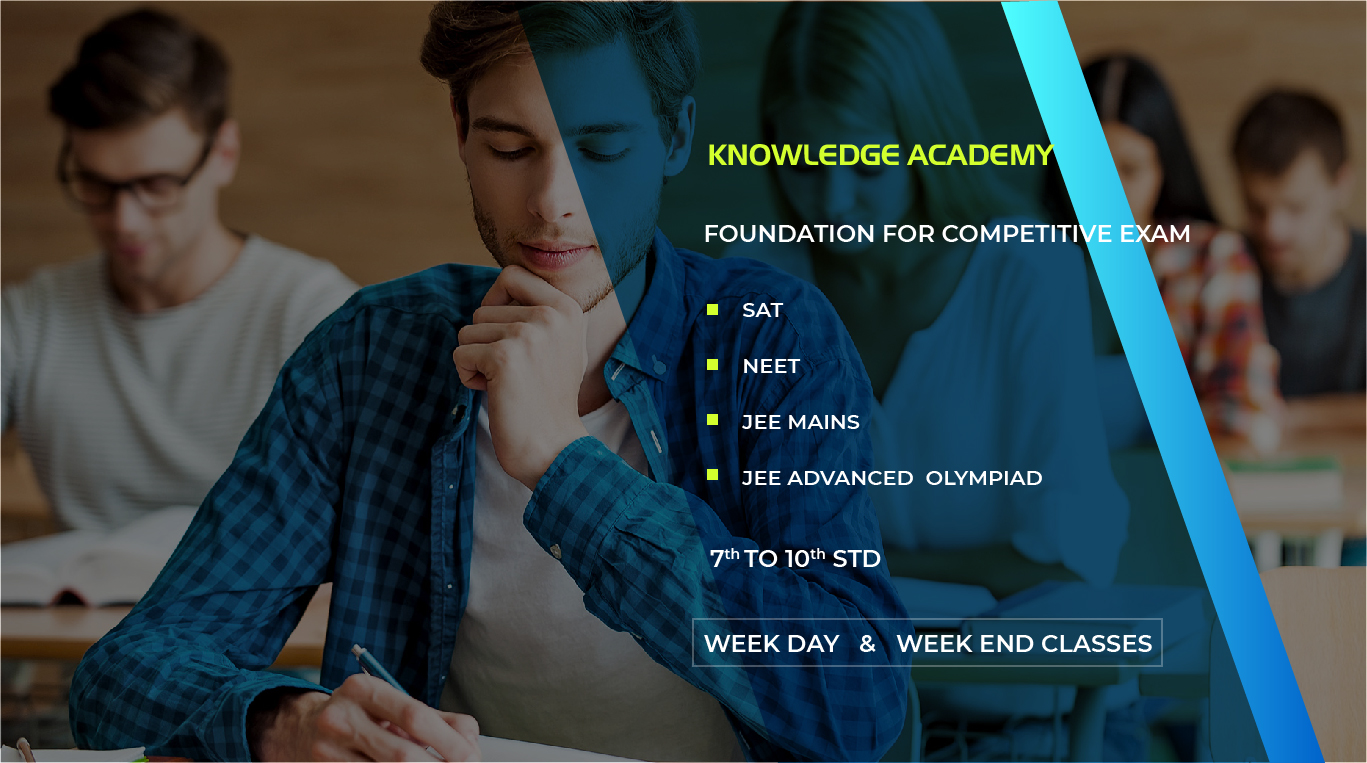 KNOWLEDGE ACADEMY
FOUNDATION FOR COMPETITIVE EXAM
SAT
NEET
JEE MAINS
JEE ADVANCED OLYMPIAD
7th TO 10th STD
WEEK DAY & WEEK END CLASSES